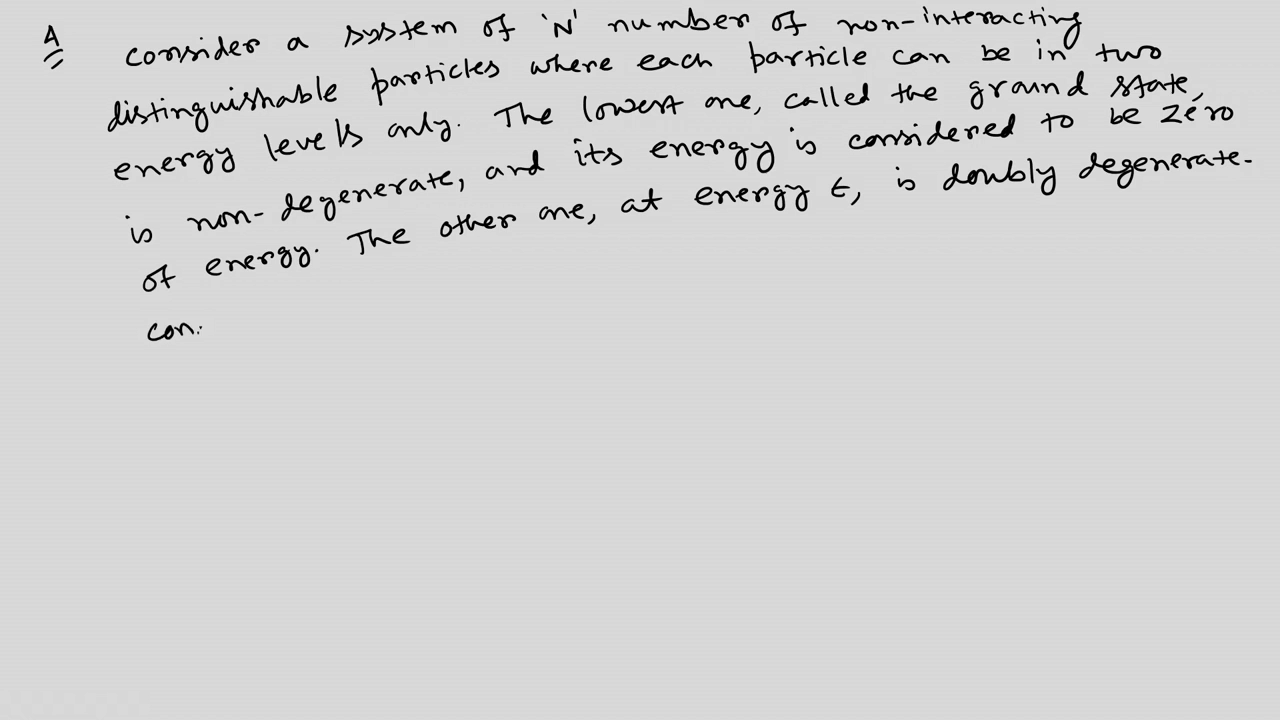 4
consider a system of 'N' number of non-interacting
distinguishable particles where each particle can be in two
energy levels only. The lowest one, called the ground state,
is non-degenerate, and its energy is considered to be zero
of energy. The other one, at energy ϵ, is doubly degenerate.
con.